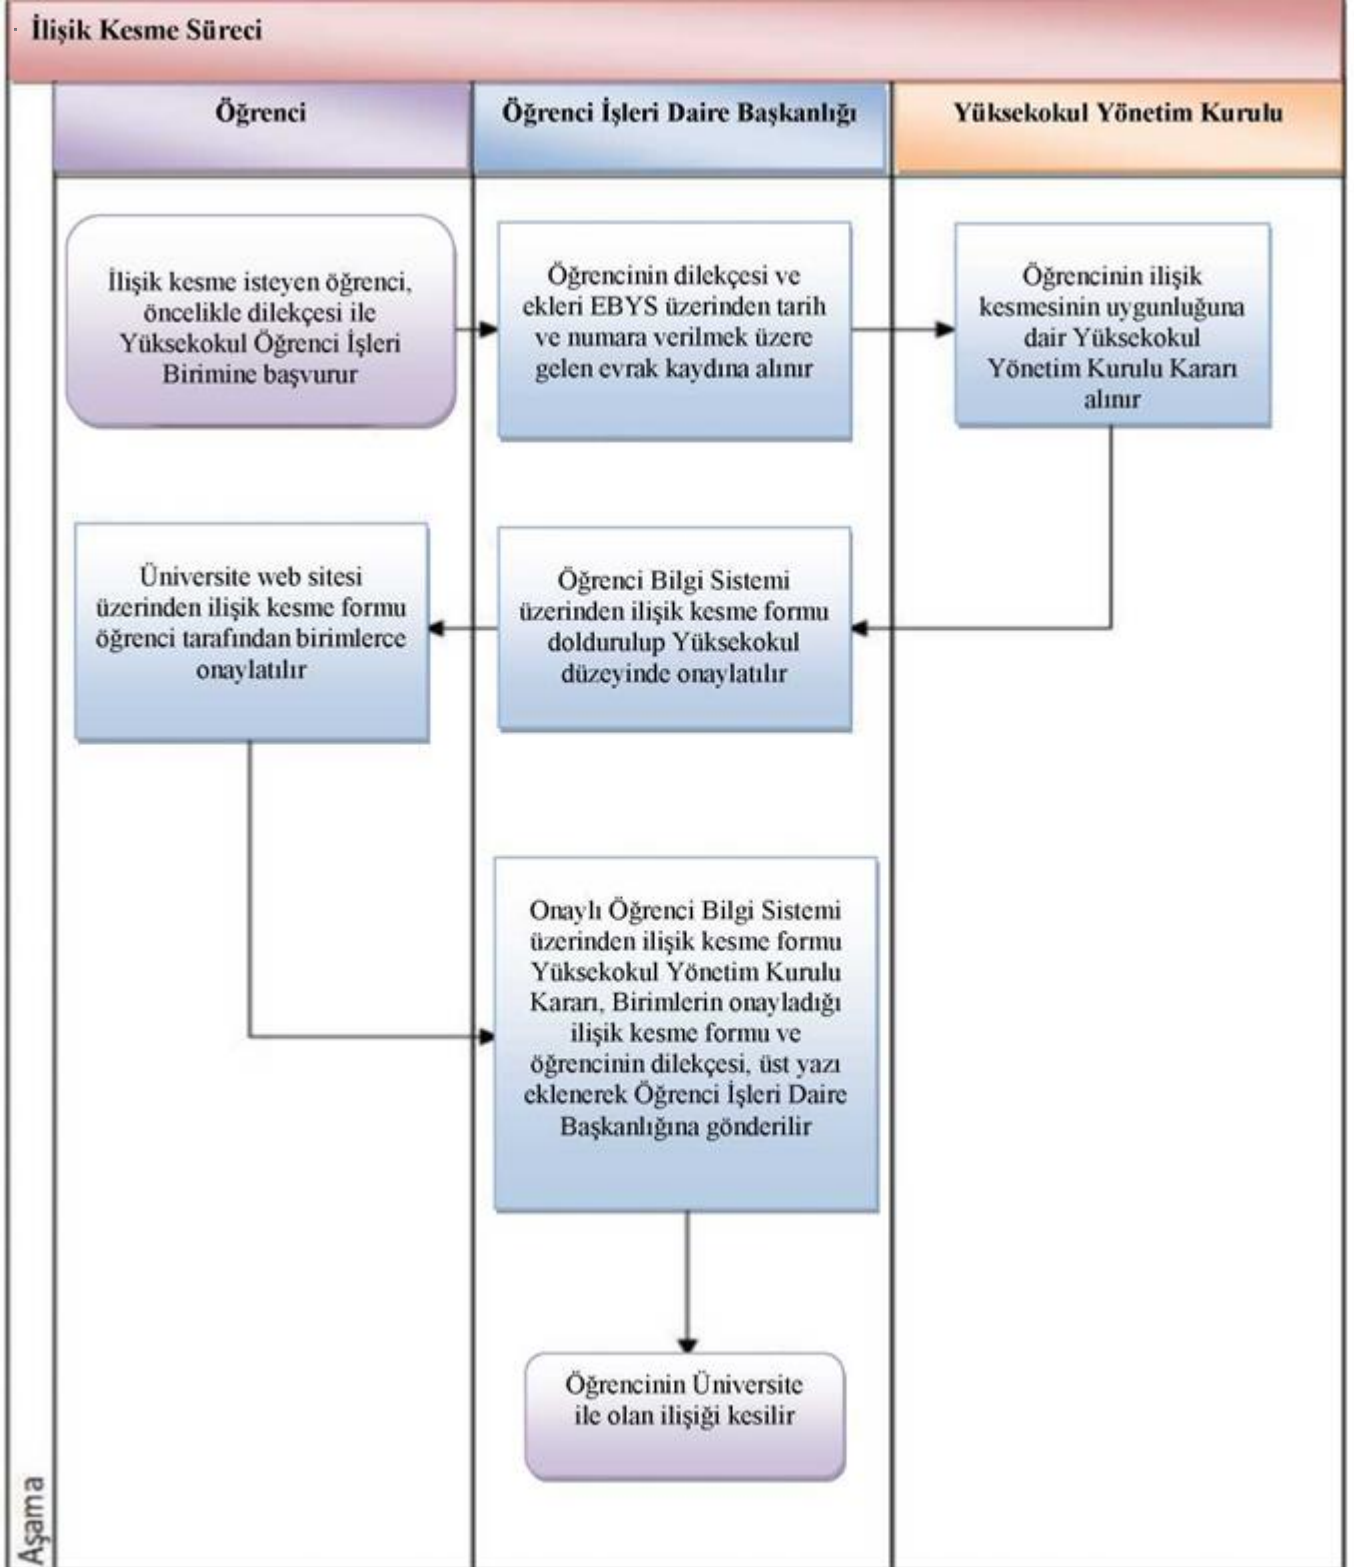 İlişik Kesme Süreci
Öğrenci
Öğrenci İşleri Daire Başkanlığı
Yüksekokul Yönetim Kurulu
İlişik kesme isteyen öğrenci,
öncelikle dilekçesi ile
Yüksekokul Öğrenci İşleri
Birimine başvurur
Öğrencinin dilekçesi ve
ekleri EBYS üzerinden tarih
ve numara verilmek üzere
gelen evrak kaydına alınır
Öğrencinin ilişik
kesmesinin uygunluğuna
dair Yüksekokul
Yönetim Kurulu Kararı
alınır
Öğrenci Bilgi Sistemi
üzerinden ilişik kesme formu
doldurulup Yüksekokul
düzeyinde onaylatılır
Üniversite web sitesi
üzerinden ilişik kesme formu
öğrenci tarafından birimlerce
onaylatılır
Onaylı Öğrenci Bilgi Sistemi
üzerinden ilişik kesme formu
Yüksekokul Yönetim Kurulu
Kararı, Birimlerin onayladığı
ilişik kesme formu ve
öğrencinin dilekçesi, üst yazı
eklenerek Öğrenci İşleri Daire
Başkanlığına gönderilir
Öğrencinin Üniversite
ile olan ilişiği kesilir
Aşama